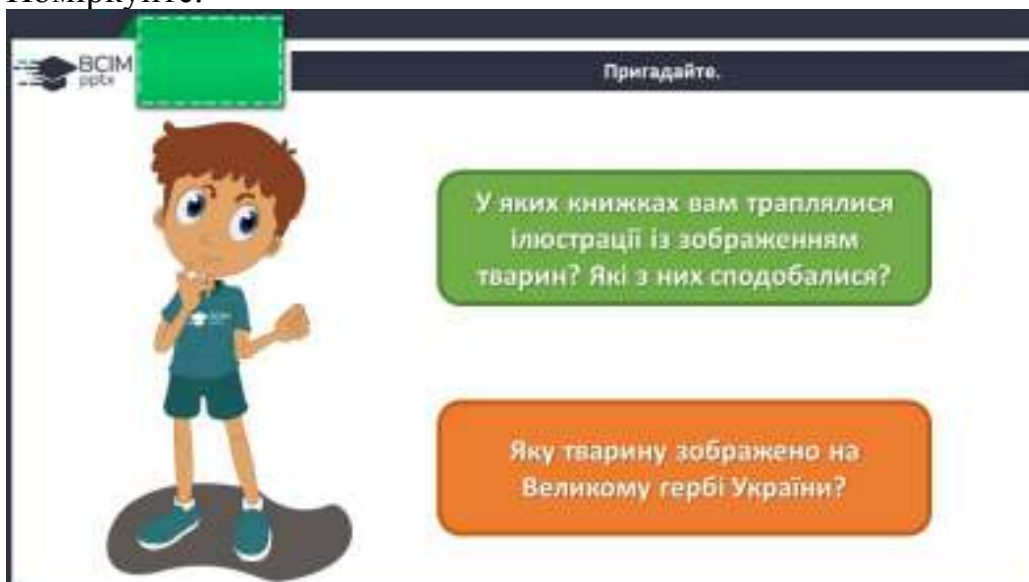 Поміркуйте.
ВСІМ
pptx
Пригадайте.
У яких книжках вам траплялися
ілюстрації із зображенням
тварин? Які з них сподобалися?
Яку тварину зображено на
Великому гербі України?